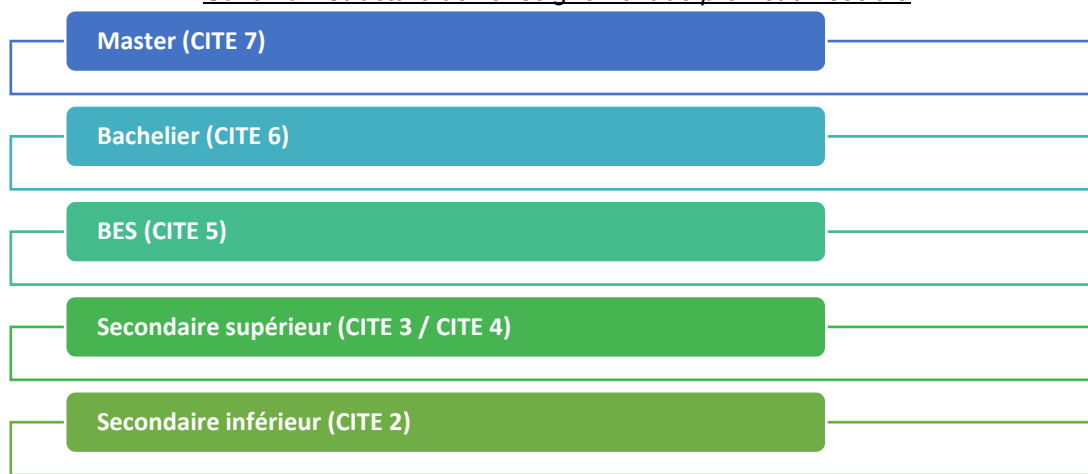 Master (CITE 7)
Bachelier (CITE 6)
BES (CITE 5)
Secondaire supérieur (CITE 3 / CITE 4)
Secondaire inférieur (CITE 2)